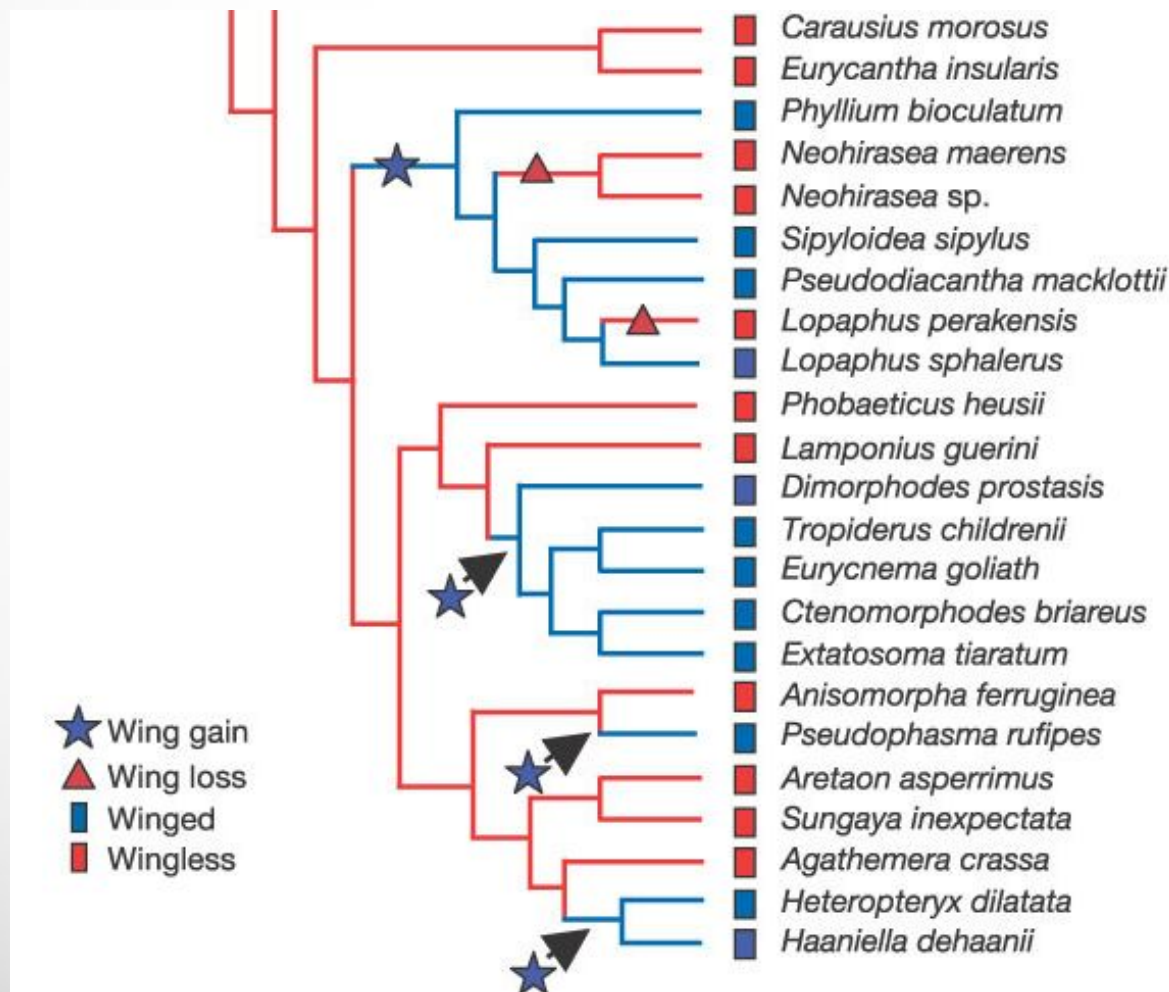 Carausius morosus
Eurycantha insularis
Phyllium bioculatum
Neohirasea maerens
Neohirasea sp.
Sipyloidea sipylus
Pseudodiacantha macklottii
Lopaphus perakensis
Lopaphus sphalerus
Phobaeticus heusii
Lamponius guerini
Dimorphodes prostasis
Tropiderus childrenii
Eurycnema goliath
Ctenomorphodes briareus
Extatosoma tiaratum
Anisomorpha ferruginea
Pseudophasma rufipes
Aretaon asperrimus
Sungaya inexpectata
Agathemera crassa
Heteropteryx dilatata
Haaniella dehaanii
Wing gain
Wing loss
Winged
Wingless